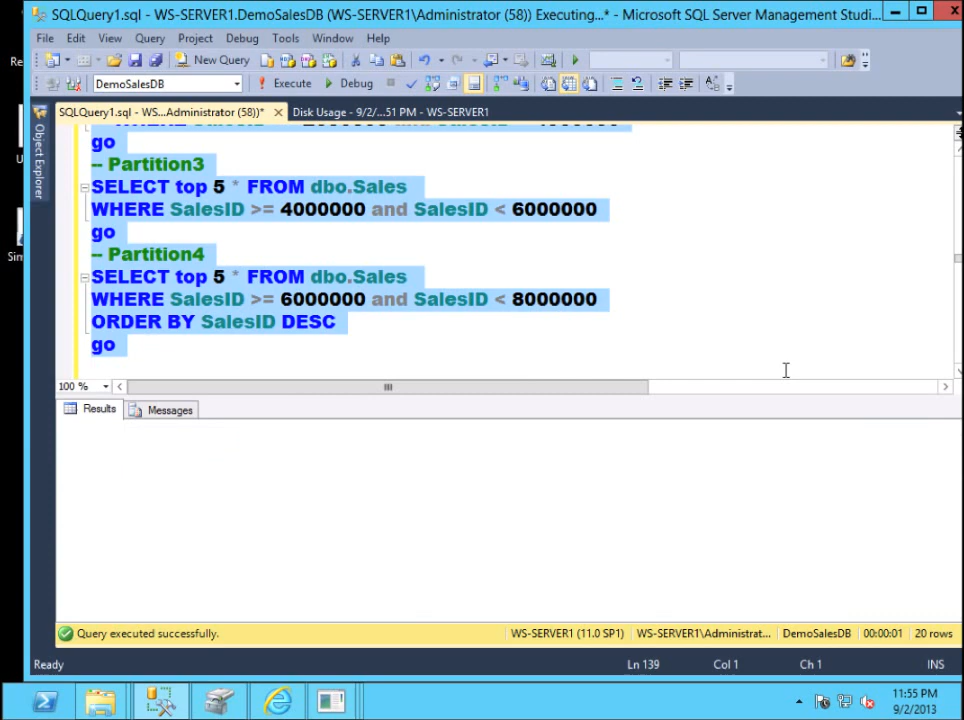 SQLQuery1.sql - WS-SERVER1.DemoSalesDB (WS-SERVER1\Administrator (58)) Executing...* - Microsoft SQL Server Management Studi...
File Edit View Query Project Debug Tools Window Help
New Query
DemoSalesDB Execute Debug
SQLQuery1.sql - WS...Administrator (58))* Disk Usage - 9/2/...51 PM - WS-SERVER1
Object Explorer
go
-- Partition3
SELECT top 5 * FROM dbo.Sales
WHERE SalesID >= 4000000 and SalesID < 6000000
go
-- Partition4
SELECT top 5 * FROM dbo.Sales
WHERE SalesID >= 6000000 and SalesID < 8000000
ORDER BY SalesID DESC
go
100 %
Results Messages
Query executed successfully. WS-SERVER1 (11.0 SP1) WS-SERVER1\Administrat... DemoSalesDB 00:00:01 20 rows
Ready Ln 139 Col 1 Ch 1 INS
11:55 PM
9/2/2013